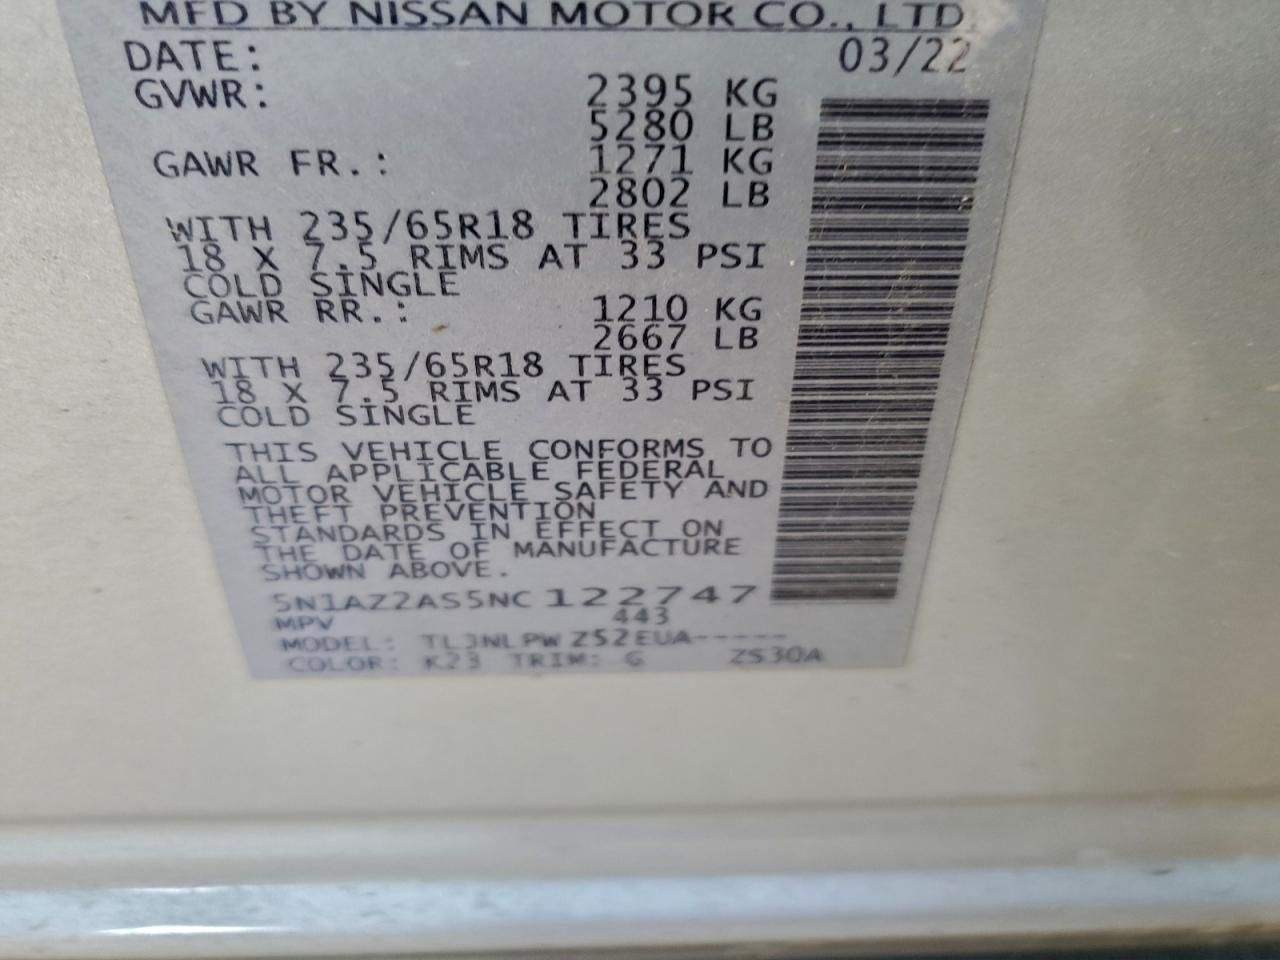 MFD BY NISSAN MOTOR CO., LTD.
DATE: 03/22
GVWR: 2395 KG
5280 LB
GAWR FR.: 1271 KG
2802 LB
WITH 235/65R18 TIRES
18 X 7.5 RIMS AT 33 PSI
COLD SINGLE
GAWR RR.: 1210 KG
2667 LB
WITH 235/65R18 TIRES
18 X 7.5 RIMS AT 33 PSI
COLD SINGLE
THIS VEHICLE CONFORMS TO
ALL APPLICABLE FEDERAL
MOTOR VEHICLE SAFETY AND
THEFT PREVENTION
STANDARDS IN EFFECT ON
THE DATE OF MANUFACTURE
SHOWN ABOVE.
5N1AZ2AS5NC122747
MPV 443
MODEL: TL3NLPWZ52EUA-----
COLOR: K23 TRIM: G Z530A